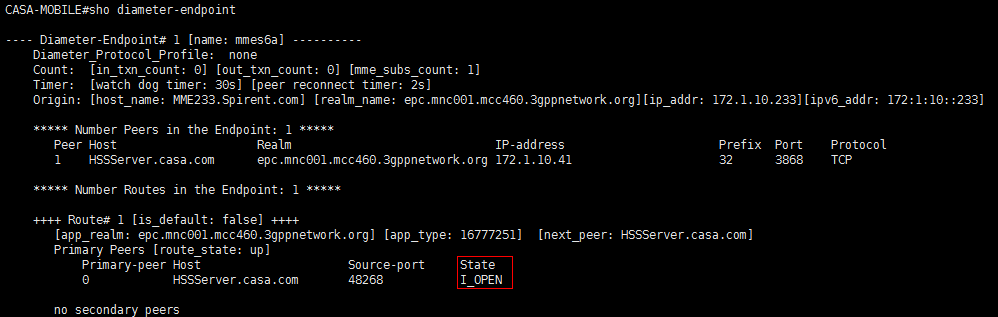 CASA-MOBILE#sho diameter-endpoint
---- Diameter-Endpoint# 1 [name: mmes6a] ----------
Diameter_Protocol_Profile: none
Count: [in_txn_count: 0] [out_txn_count: 0] [mme_subs_count: 1]
Timer: [watch dog timer: 30s] [peer reconnect timer: 2s]
Origin: [host_name: MME233.Spirent.com] [realm_name: epc.mnc001.mcc460.3gppnetwork.org][ip_addr: 172.1.10.233][ipv6_addr: 172:1:10::233]
***** Number Peers in the Endpoint: 1 *****
Peer Host Realm IP-address Prefix Port Protocol
1 HSSServer.casa.com epc.mnc001.mcc460.3gppnetwork.org 172.1.10.41 32 3868 TCP
***** Number Routes in the Endpoint: 1 *****
++++ Route# 1 [is_default: false] ++++
[app_realm: epc.mnc001.mcc460.3gppnetwork.org] [app_type: 16777251] [next_peer: HSSServer.casa.com]
Primary Peers [route_state: up]
Primary-peer Host Source-port State
0 HSSServer.casa.com 48268 I_OPEN
no secondary peers